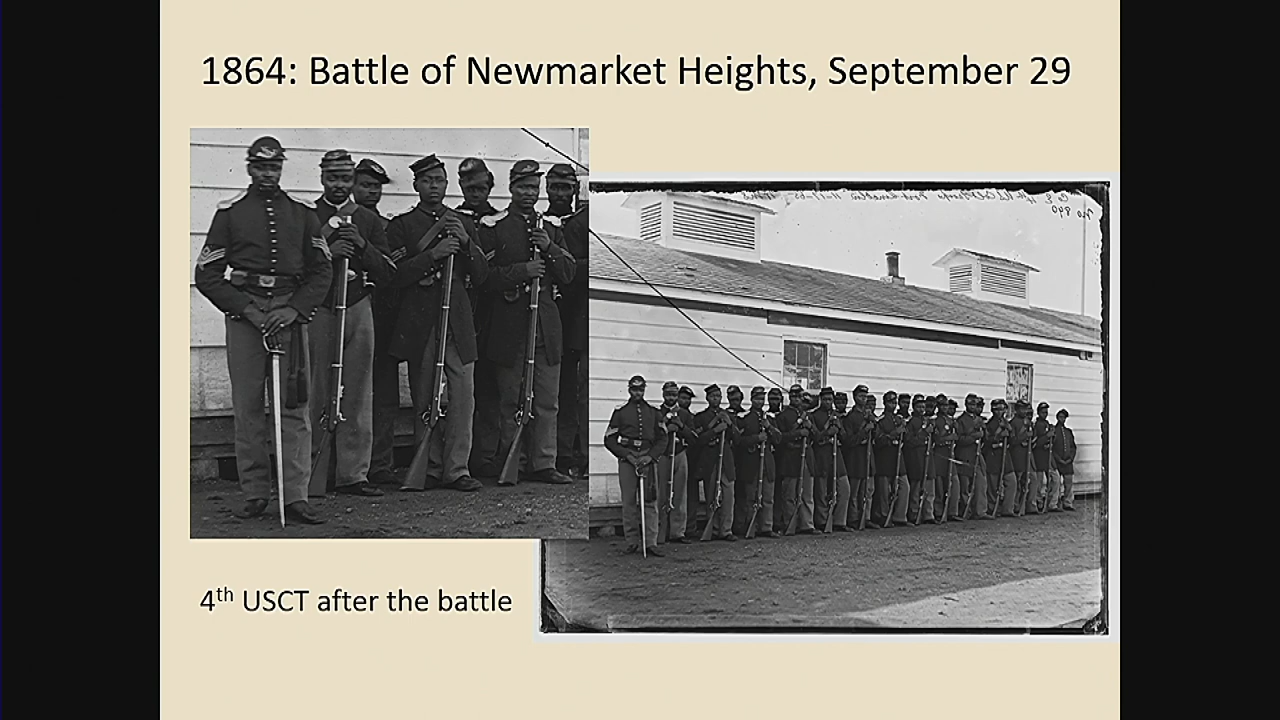 1864: Battle of Newmarket Heights, September 29
4th USCT after the battle